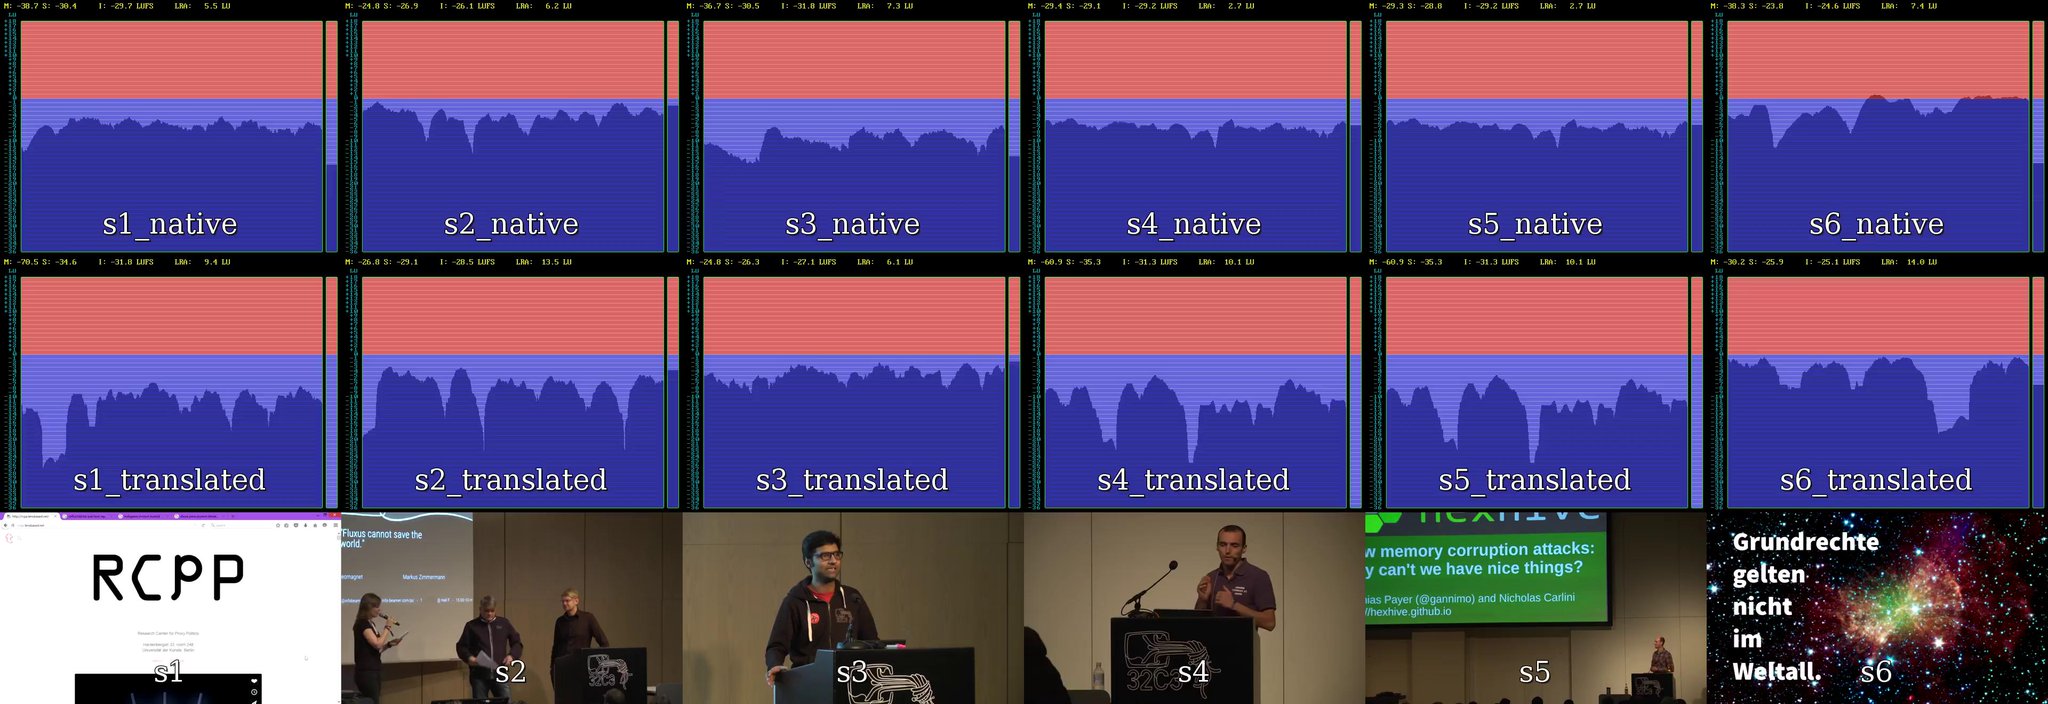 M: -38.7 S: -30.4 I: -29.7 LUFS LRA: 5.5 LU
M: -24.8 S: -26.9 I: -26.1 LUFS LRA: 6.2 LU
M: -36.7 S: -30.5 I: -31.8 LUFS LRA: 7.3 LU
M: -29.4 S: -29.1 I: -29.2 LUFS LRA: 2.7 LU
M: -29.3 S: -28.8 I: -29.2 LUFS LRA: 2.7 LU
M: -38.3 S: -23.8 I: -24.6 LUFS LRA: 7.4 LU
s1_native
s2_native
s3_native
s4_native
s5_native
s6_native
M: -70.5 S: -34.6 I: -31.8 LUFS LRA: 9.4 LU
M: -26.8 S: -29.1 I: -28.5 LUFS LRA: 13.5 LU
M: -24.8 S: -26.3 I: -27.1 LUFS LRA: 6.1 LU
M: -60.9 S: -35.3 I: -31.3 LUFS LRA: 10.1 LU
M: -60.9 S: -35.3 I: -31.3 LUFS LRA: 10.1 LU
M: -30.2 S: -25.9 I: -25.1 LUFS LRA: 14.0 LU
s1_translated
s2_translated
s3_translated
s4_translated
s5_translated
s6_translated
RCPP
Research Center for Proxy Politics
Universität der Künste, Berlin
s1
"Fluxus cannot save the
world."
Markus Zimmermann
32C3
s2
s3
32C3
s4
hexhive
w memory corruption attacks:
y can't we have nice things?
ias Payer (@gannimo) and Nicholas Carlini
//hexhive.github.io
s5
Grundrechte
gelten
nicht
im
Weltall.
s6